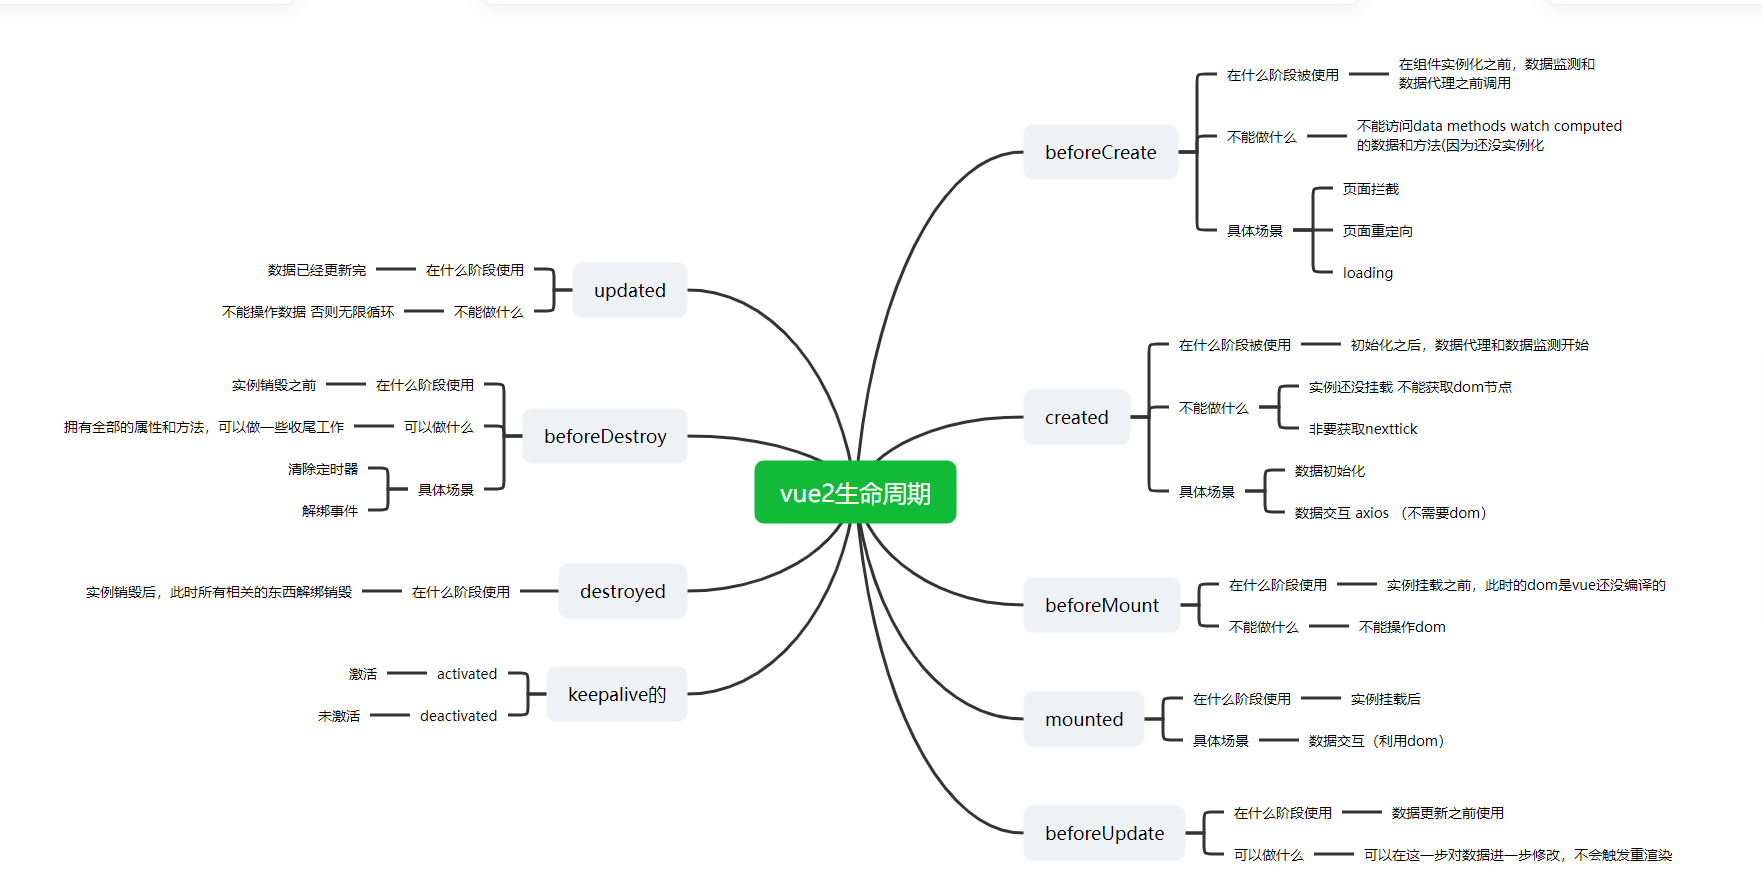 vue2生命周期
beforeCreate
在什么阶段被使用
在组件实例化之前，数据监测和
数据代理之前调用
不能做什么
不能访问data methods watch computed
的数据和方法(因为还没实例化
具体场景
页面拦截
页面重定向
loading
created
在什么阶段被使用
初始化之后，数据代理和数据监测开始
不能做什么
实例还没挂载 不能获取dom节点
非要获取nexttick
具体场景
数据初始化
数据交互 axios （不需要dom）
beforeMount
在什么阶段使用
实例挂载之前，此时的dom是vue还没编译的
不能做什么
不能操作dom
mounted
在什么阶段使用
实例挂载后
具体场景
数据交互（利用dom）
beforeUpdate
在什么阶段使用
数据更新之前使用
可以做什么
可以在这一步对数据进一步修改，不会触发重渲染
updated
在什么阶段使用
数据已经更新完
不能做什么
不能操作数据 否则无限循环
beforeDestroy
在什么阶段使用
实例销毁之前
可以做什么
拥有全部的属性和方法，可以做一些收尾工作
具体场景
清除定时器
解绑事件
destroyed
在什么阶段使用
实例销毁后，此时所有相关的东西解绑销毁
keepalive的
activated
激活
deactivated
未激活